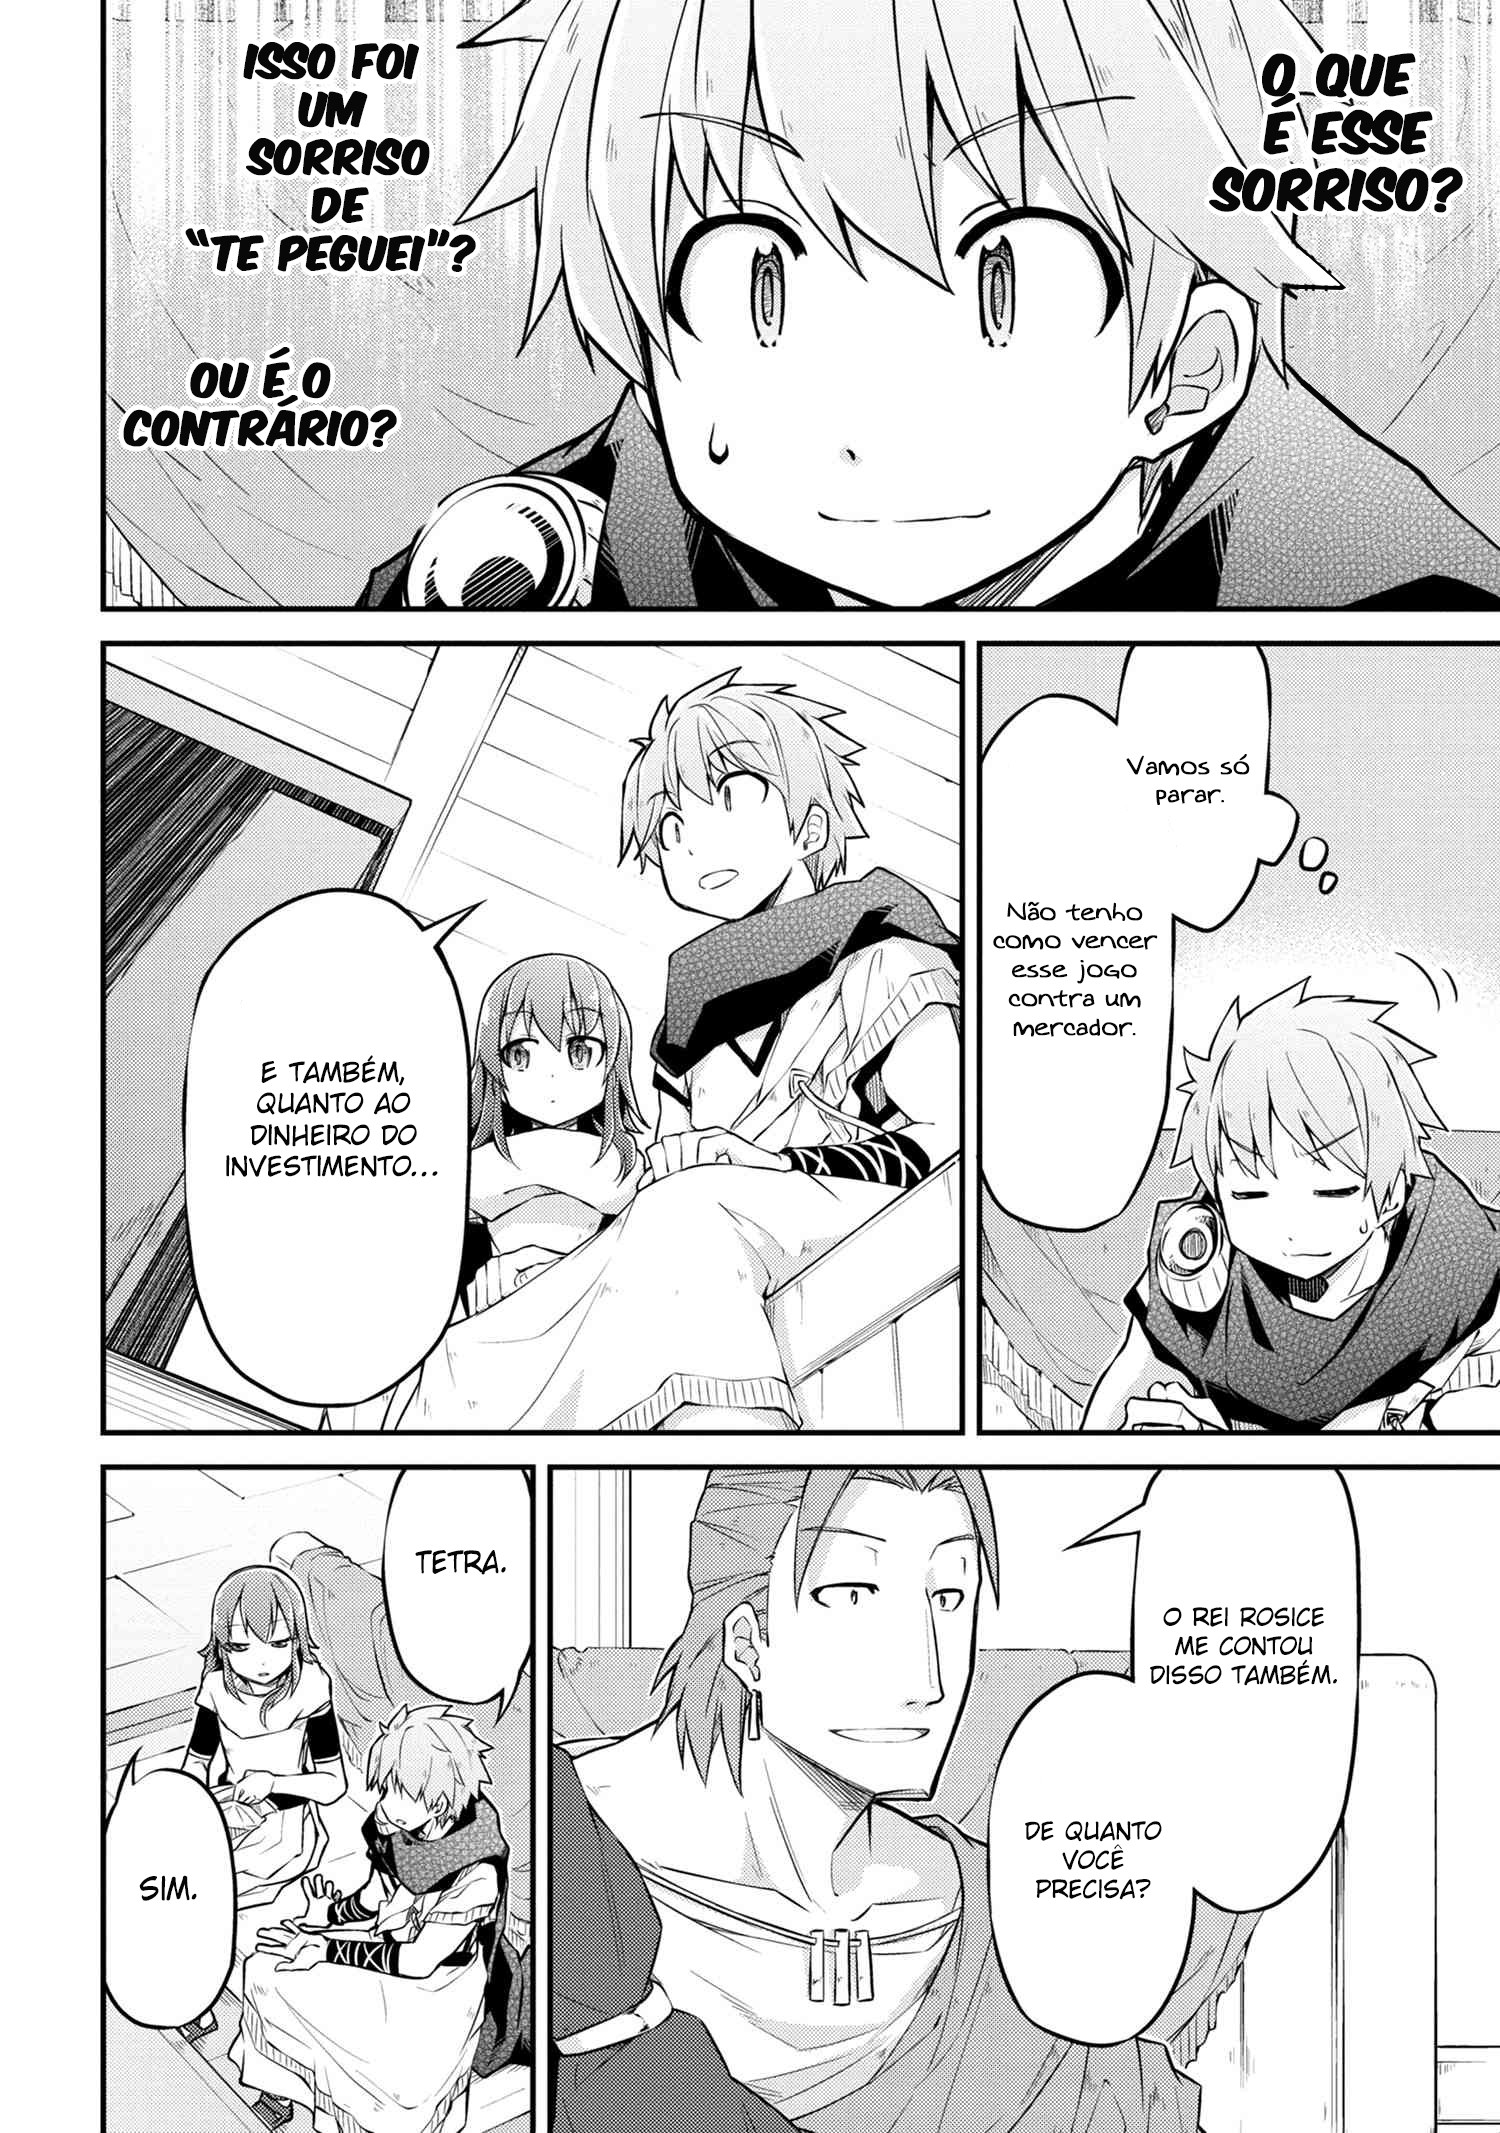 O QUE
É ESSE
SORRISO?
ISSO FOI
UM
SORRISO
DE
“TE PEGUEI”?
OU É O
CONTRÁRIO?
Vamos só
parar.
Não tenho
como vencer
esse jogo
contra um
mercador.
E TAMBÉM,
QUANTO AO
DINHEIRO DO
INVESTIMENTO...
O REI ROSICE
ME CONTOU
DISSO TAMBÉM.
DE QUANTO
VOCÊ
PRECISA?
TETRA.
SIM.